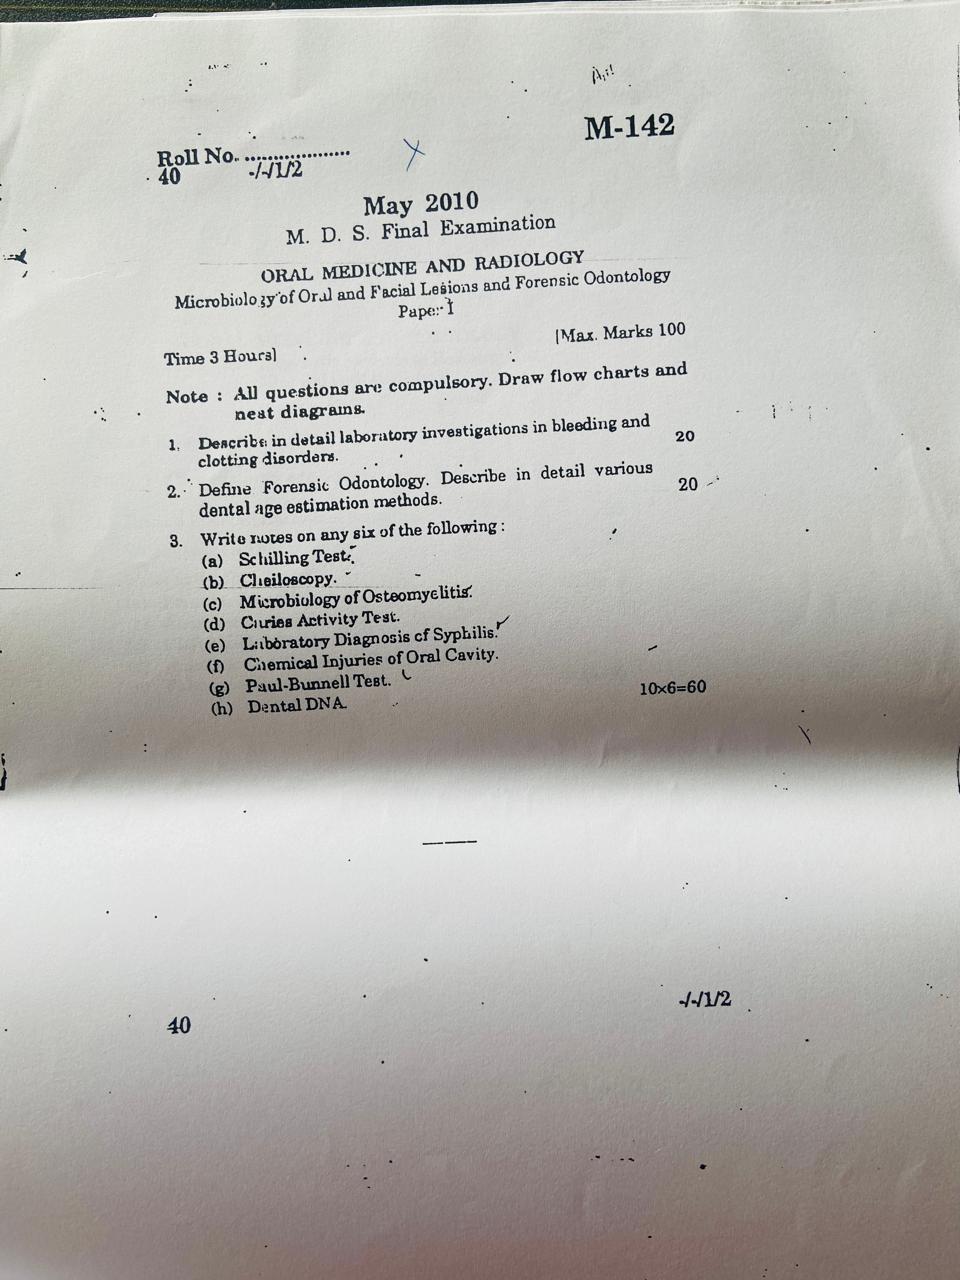 M-142
Roll No. ....................
40 -/-/1/2
May 2010
M. D. S. Final Examination
ORAL MEDICINE AND RADIOLOGY
Microbiology of Oral and Facial Lesions and Forensic Odontology
Paper-I
[Max. Marks 100
Time 3 Hours]
Note : All questions are compulsory. Draw flow charts and
neat diagrams.
1. Describe in detail laboratory investigations in bleeding and
clotting disorders. 20
2. Define Forensic Odontology. Describe in detail various
dental age estimation methods. 20
3. Write notes on any six of the following :
(a) Schilling Test.
(b) Cheiloscopy.
(c) Microbiology of Osteomyelitis.
(d) Caries Activity Test.
(e) Laboratory Diagnosis of Syphilis.
(f) Chemical Injuries of Oral Cavity.
(g) Paul-Bunnell Test.
(h) Dental DNA. 10×6=60
40 -/-/1/2